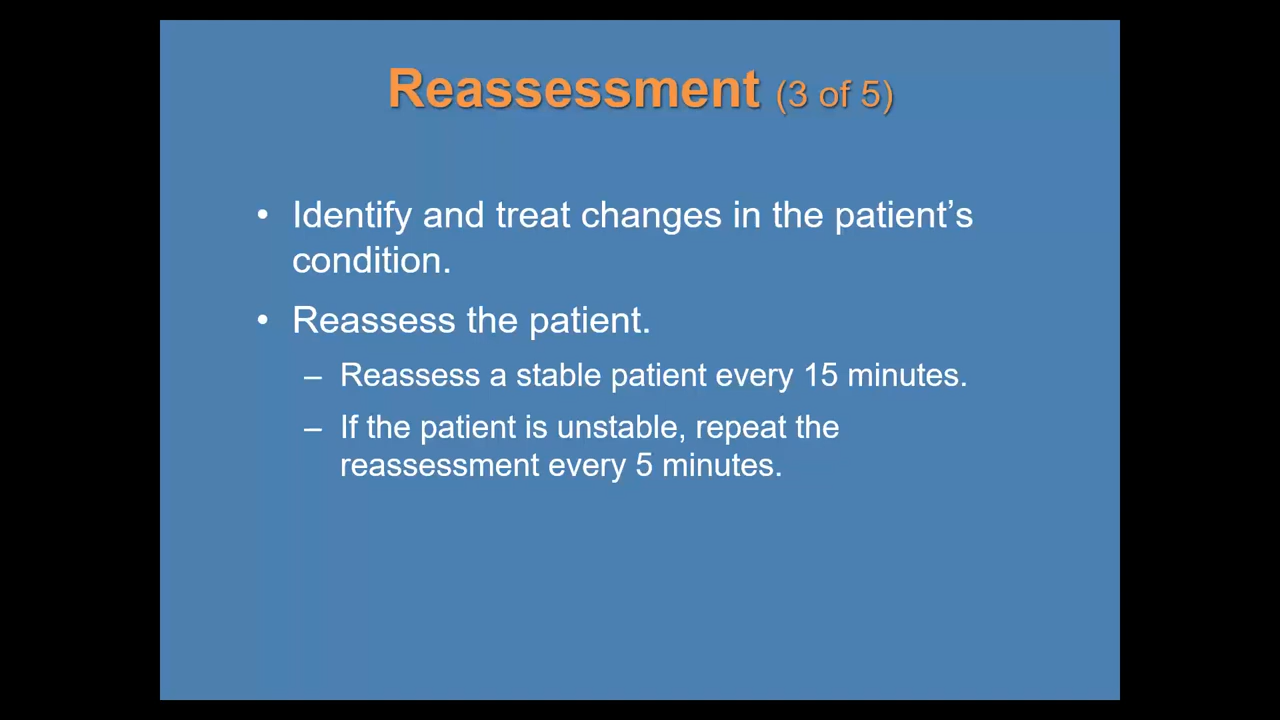 Reassessment (3 of 5)
• Identify and treat changes in the patient’s
condition.
• Reassess the patient.
– Reassess a stable patient every 15 minutes.
– If the patient is unstable, repeat the
reassessment every 5 minutes.